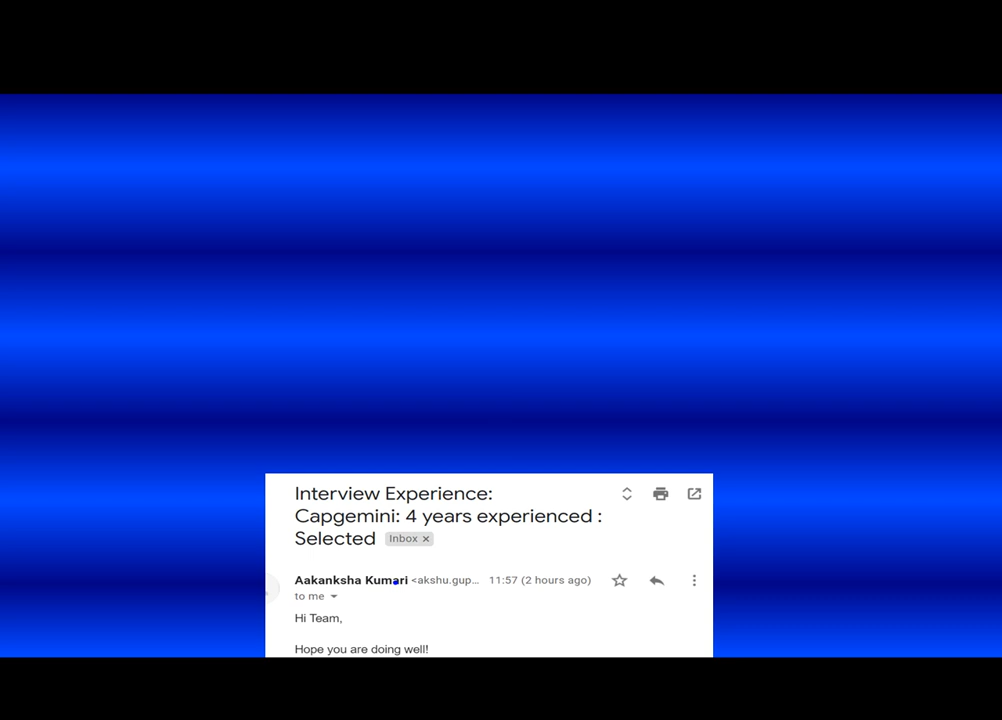 Interview Experience:
Capgemini: 4 years experienced :
Selected Inbox ×
Aakanksha Kumari <akshu.gup... 11:57 (2 hours ago)
to me
Hi Team,
Hope you are doing well!